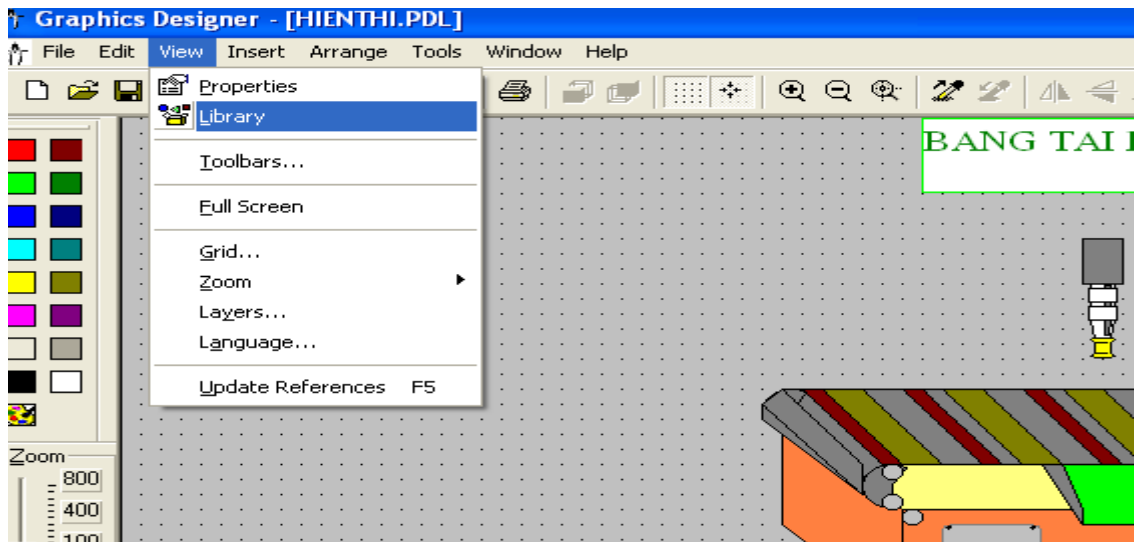 Graphics Designer - [HIENTHI.PDL]
File Edit View Insert Arrange Tools Window Help
Properties
Library
Toolbars...
Full Screen
Grid...
Zoom
Layers...
Language...
Update References F5
BANG TAI
Zoom
800
400
100